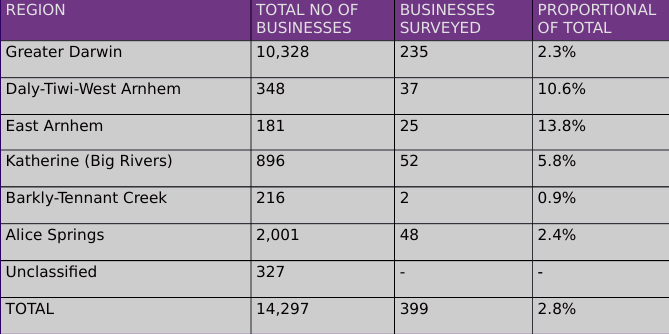 REGION TOTAL NO OF BUSINESSES BUSINESSES SURVEYED PROPORTIONAL OF TOTAL
Greater Darwin 10,328 235 2.3%
Daly-Tiwi-West Arnhem 348 37 10.6%
East Arnhem 181 25 13.8%
Katherine (Big Rivers) 896 52 5.8%
Barkly-Tennant Creek 216 2 0.9%
Alice Springs 2,001 48 2.4%
Unclassified 327 - -
TOTAL 14,297 399 2.8%